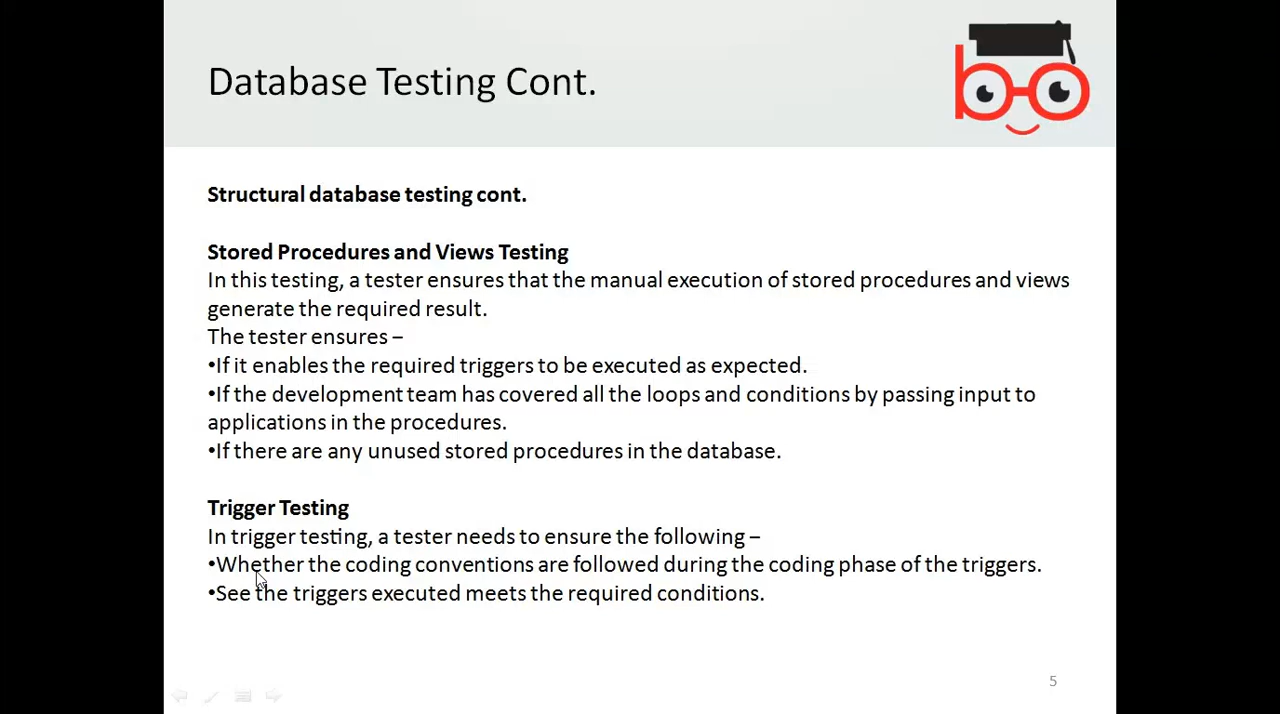 Database Testing Cont.
Structural database testing cont.
Stored Procedures and Views Testing
In this testing, a tester ensures that the manual execution of stored procedures and views
generate the required result.
The tester ensures −
•If it enables the required triggers to be executed as expected.
•If the development team has covered all the loops and conditions by passing input to
applications in the procedures.
•If there are any unused stored procedures in the database.
Trigger Testing
In trigger testing, a tester needs to ensure the following −
•Whether the coding conventions are followed during the coding phase of the triggers.
•See the triggers executed meets the required conditions.
5